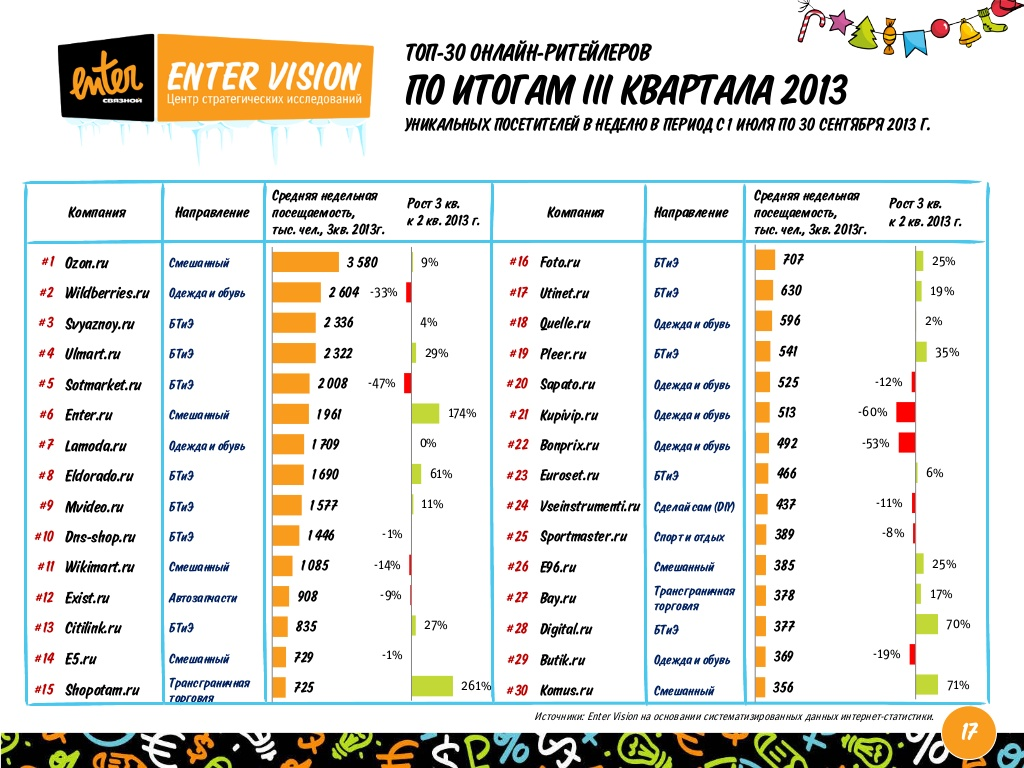 enter
СВЯЗНОЙ
ENTER VISION
Центр стратегических исследований
ТОП-30 ОНЛАЙН-РИТЕЙЛЕРОВ
ПО ИТОГАМ III КВАРТАЛА 2013
УНИКАЛЬНЫХ ПОСЕТИТЕЛЕЙ В НЕДЕЛЮ В ПЕРИОД С 1 ИЮЛЯ ПО 30 СЕНТЯБРЯ 2013 Г.
Компания
Направление
Средняя недельная
посещаемость,
тыс. чел., 3кв. 2013г.
Рост 3 кв.
к 2 кв. 2013 г.
#1 Ozon.ru Смешанный 3 580 9%
#2 Wildberries.ru Одежда и обувь 2 604 -33%
#3 Svyaznoy.ru БТиЭ 2 336 4%
#4 Ulmart.ru БТиЭ 2 322 29%
#5 Sotmarket.ru БТиЭ 2 008 -47%
#6 Enter.ru Смешанный 1 961 174%
#7 Lamoda.ru Одежда и обувь 1 709 0%
#8 Eldorado.ru БТиЭ 1 690 61%
#9 Mvideo.ru БТиЭ 1 577 11%
#10 Dns-shop.ru БТиЭ 1 446 -1%
#11 Wikimart.ru Смешанный 1 085 -14%
#12 Exist.ru Автозапчасти 908 -9%
#13 Citilink.ru БТиЭ 835 27%
#14 E5.ru Смешанный 729 -1%
#15 Shopotam.ru Трансграничная 725 261%
торговля
Компания
Направление
Средняя недельная
посещаемость,
тыс. чел., 3кв. 2013г.
Рост 3 кв.
к 2 кв. 2013 г.
#16 Foto.ru БТиЭ 707 25%
#17 Utinet.ru БТиЭ 630 19%
#18 Quelle.ru Одежда и обувь 596 2%
#19 Pleer.ru БТиЭ 541 35%
#20 Sapato.ru Одежда и обувь 525 -12%
#21 Kupivip.ru Одежда и обувь 513 -60%
#22 Bonprix.ru Одежда и обувь 492 -53%
#23 Euroset.ru БТиЭ 466 6%
#24 Vseinstrumenti.ru Сделай сам (DIY) 437 -11%
#25 Sportmaster.ru Спорт и отдых 389 -8%
#26 E96.ru Смешанный 385 25%
#27 Bay.ru Трансграничная 378 17%
торговля
#28 Digital.ru БТиЭ 377 70%
#29 Butik.ru Одежда и обувь 369 -19%
#30 Komus.ru Смешанный 356 71%
Источники: Enter Vision на основании систематизированных данных интернет-статистики.
17